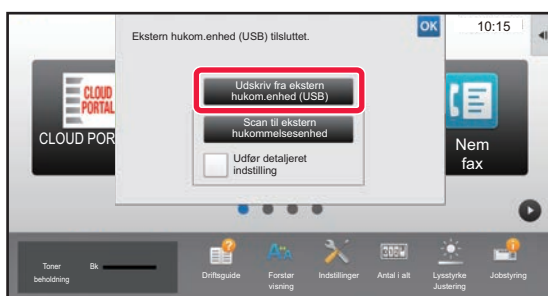 Ekstern hukom.enhed (USB) tilsluttet.
OK
10:15
Udskriv fra ekstern
hukom.enhed (USB)
Scan til ekstern
hukommelsesenhed
Udfør detaljeret
indstilling
CLOUD
PORTAL
CLOUD POR
Nem
fax
Toner
beholdning
Bk
Driftsguide
Forstør
visning
Indstillinger
Antal i alt
Lysstyrke
Justering
Jobstyring